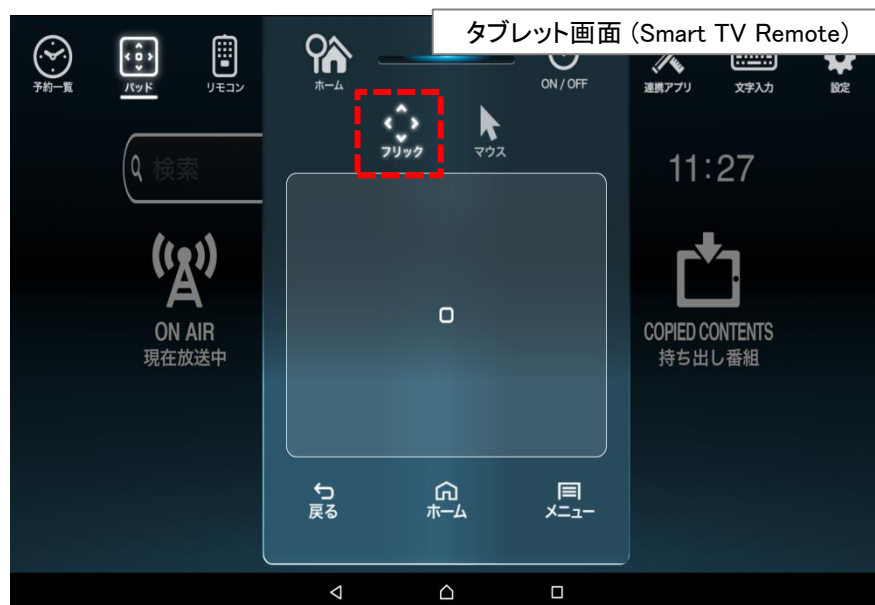 タブレット画面 (Smart TV Remote)
予約一覧
パッド
リモコン
ホーム
ON / OFF
連携アプリ
文字入力
設定
フリック
マウス
検索
11:27
ON AIR
現在放送中
COPIED CONTENTS
持ち出し番組
戻る
ホーム
メニュー